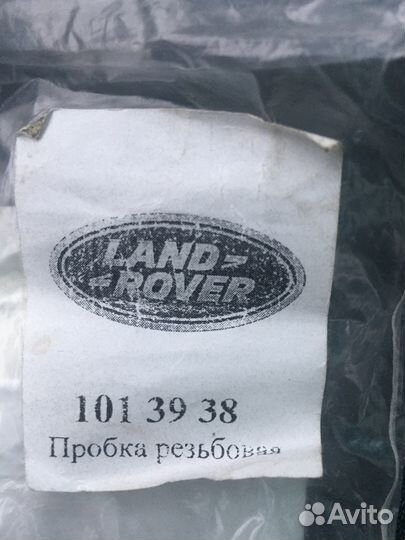 LAND
ROVER
101 39 38
Пробка резьбовая
Avito